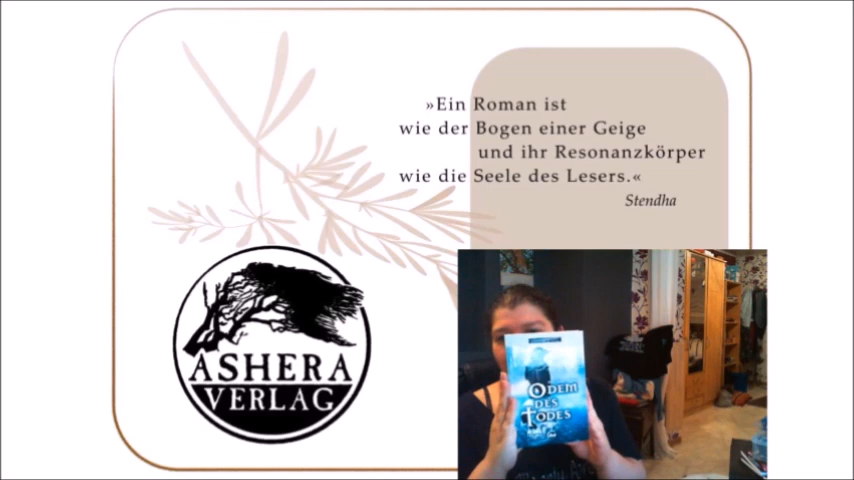 »Ein Roman ist
wie der Bogen einer Geige
und ihr Resonanzkörper
wie die Seele des Lesers.«
Stendha
ASHERA
VERLAG
ODEM
DES
TODES